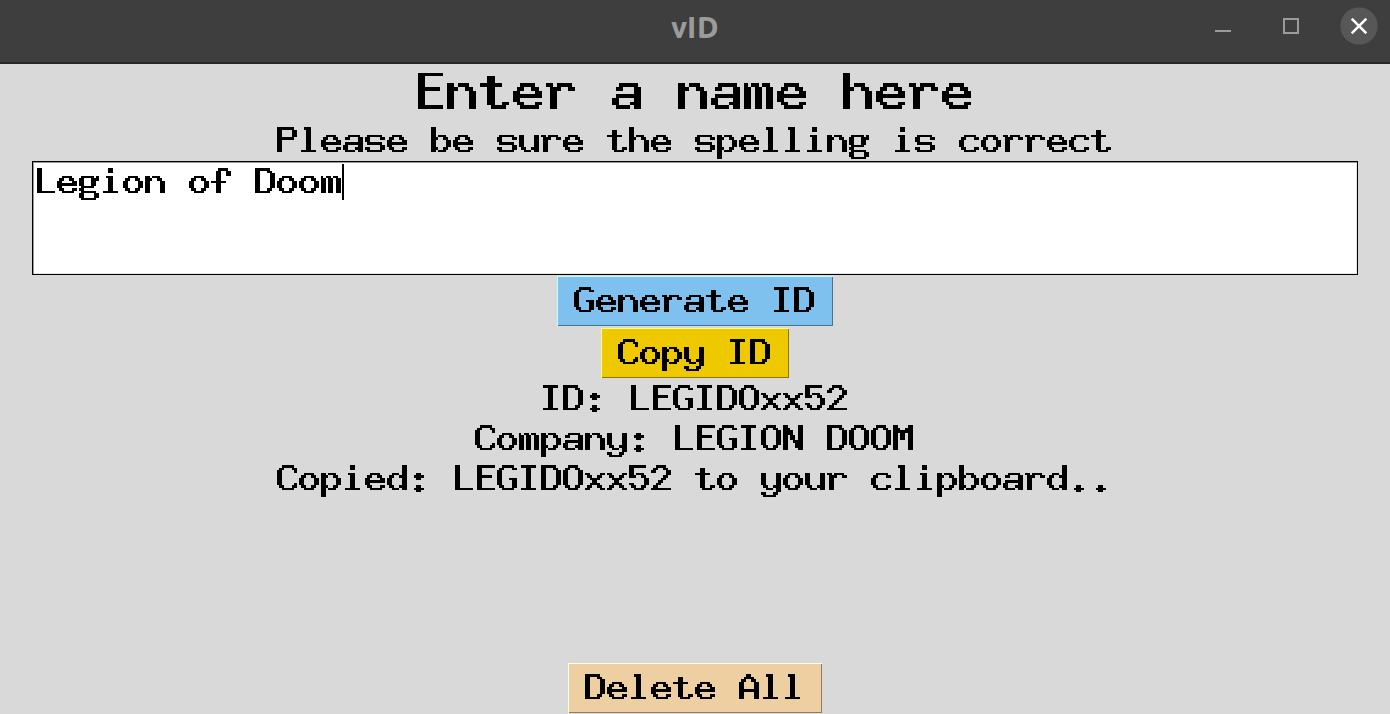 vID
Enter a name here
Please be sure the spelling is correct
Legion of Doom
Generate ID
Copy ID
ID: LEGIDOxx52
Company: LEGION DOOM
Copied: LEGIDOxx52 to your clipboard..
Delete All